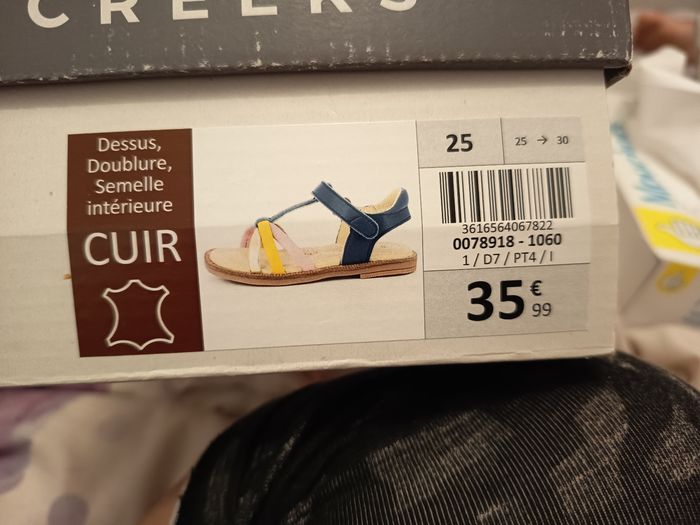 CREEKS
Dessus,
Doublure,
Semelle
intérieure
CUIR
25
25 → 30
3616564067822
0078918 - 1060
1 / D7 / PT4 / I
35 € 99